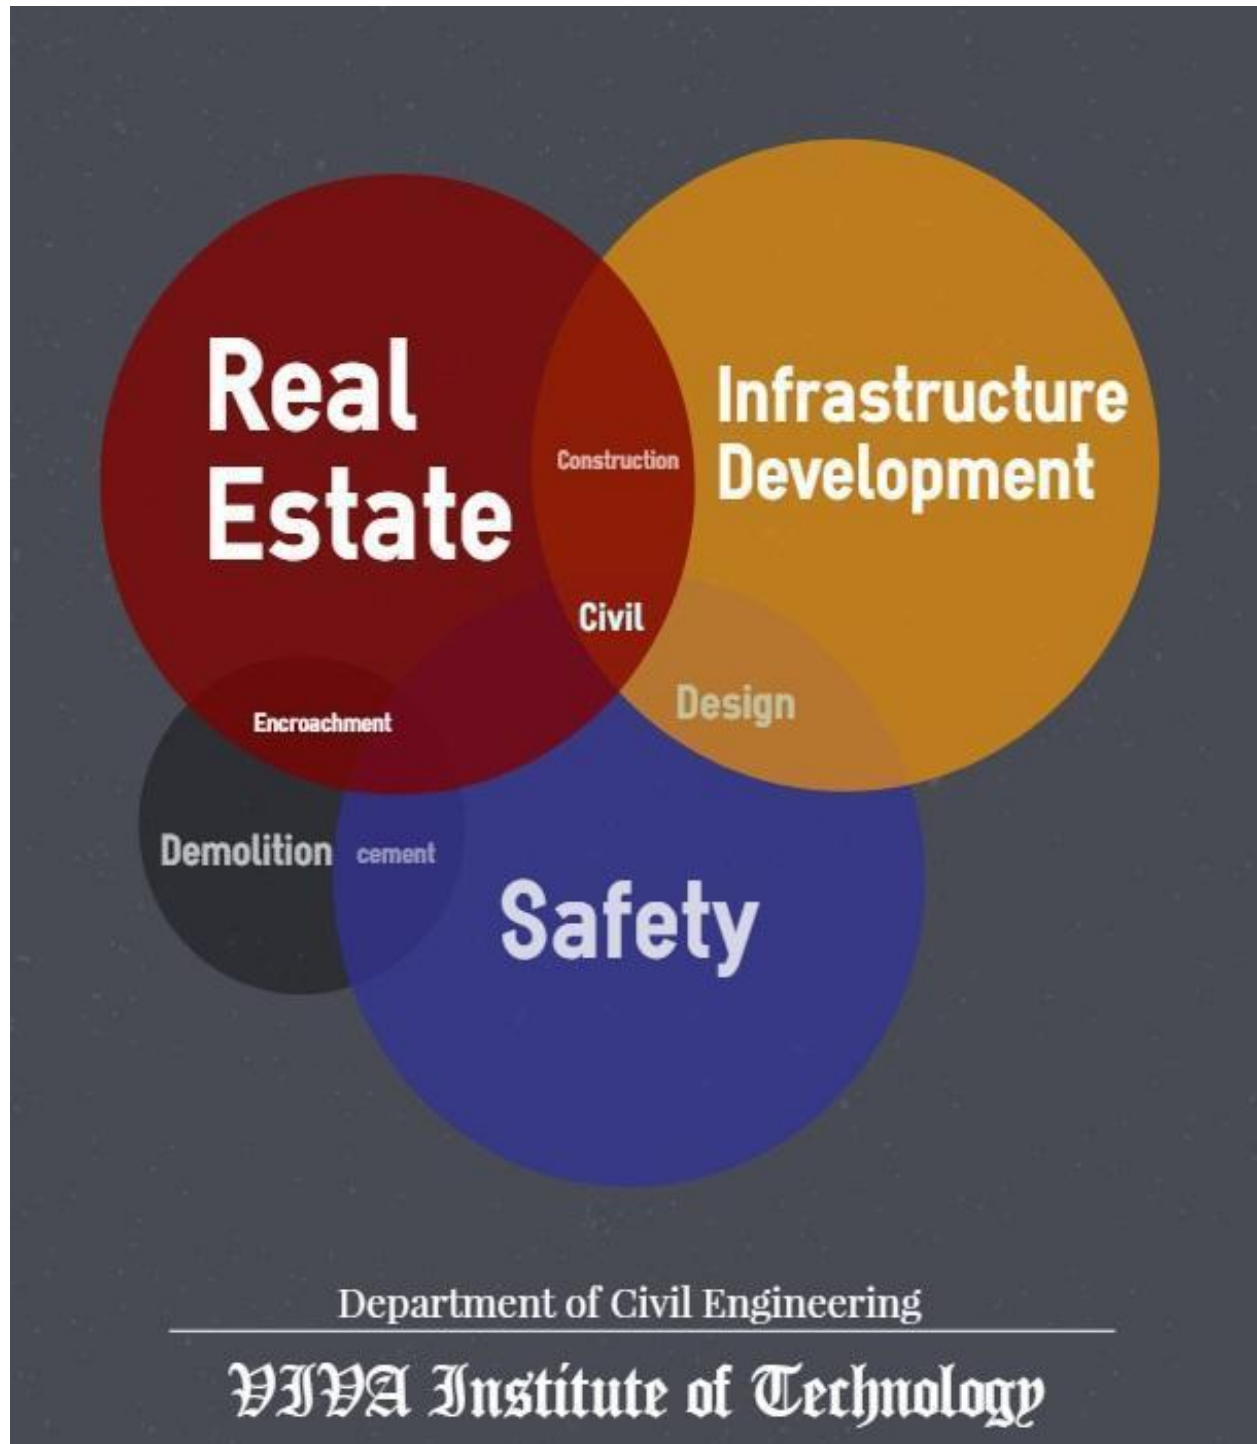 Real
Estate
Infrastructure
Development
Construction
Civil
Design
Encroachment
Demolition
cement
Safety
Department of Civil Engineering
VIVA Institute of Technology